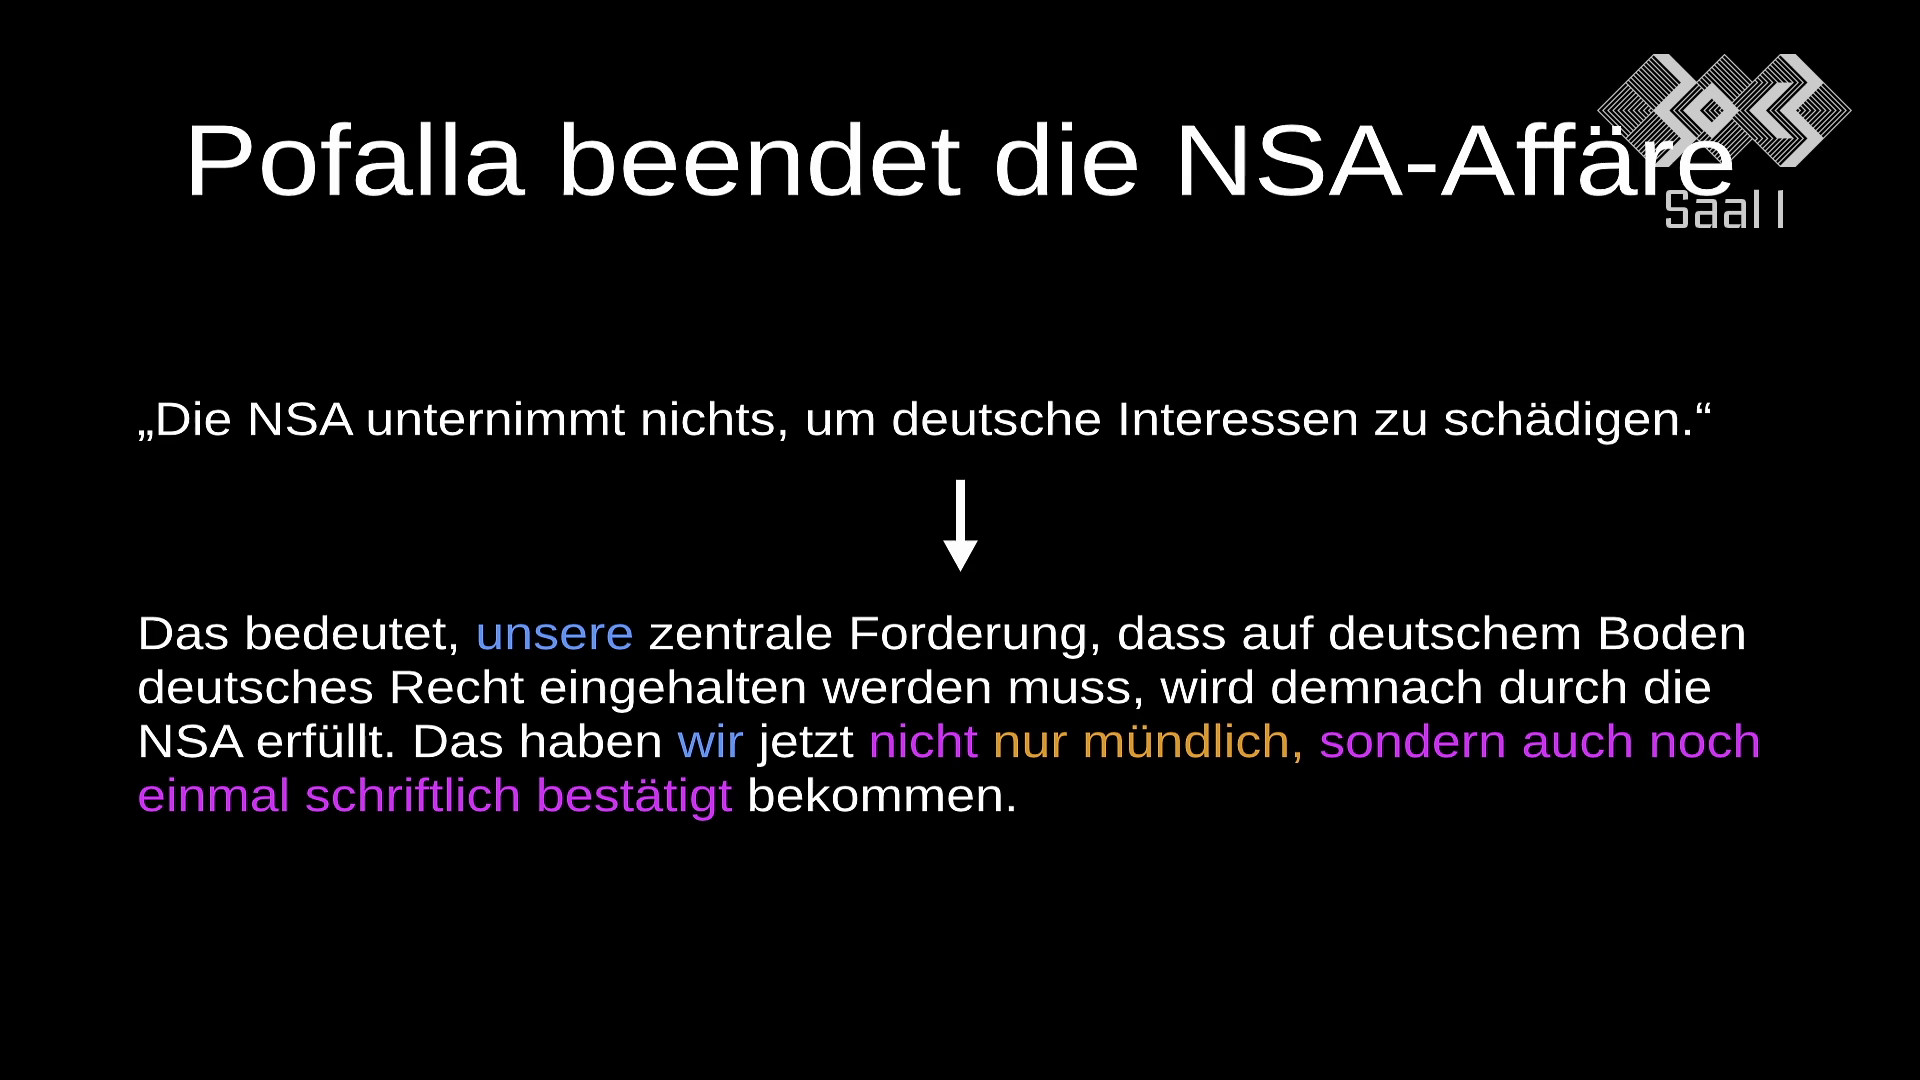 Pofalla beendet die NSA-Affäre
Saal 1
„Die NSA unternimmt nichts, um deutsche Interessen zu schädigen.“
Das bedeutet, unsere zentrale Forderung, dass auf deutschem Boden
deutsches Recht eingehalten werden muss, wird demnach durch die
NSA erfüllt. Das haben wir jetzt nicht nur mündlich, sondern auch noch
einmal schriftlich bestätigt bekommen.